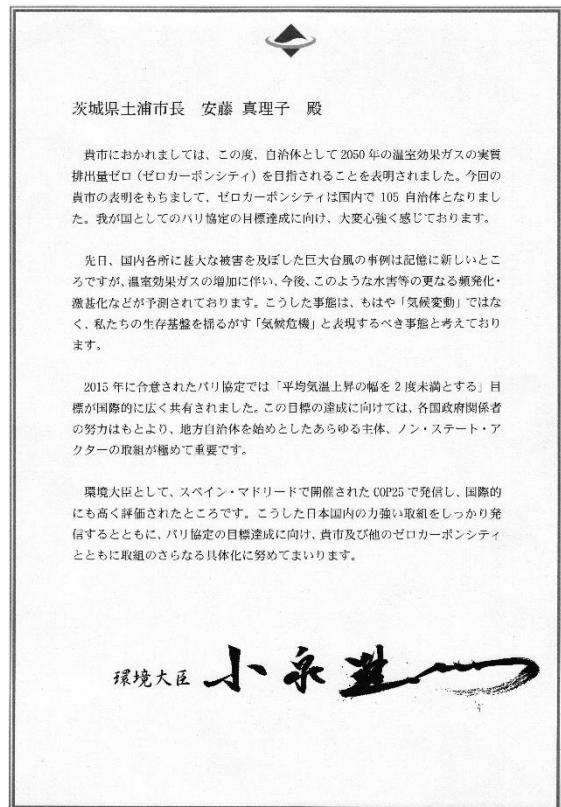 茨城県土浦市長　安藤 真理子　殿
　貴市におかれましては、この度、自治体として 2050 年の温室効果ガスの実質
排出量ゼロ（ゼロカーボンシティ）を目指されることを表明されました。今回の
貴市の表明をもちまして、ゼロカーボンシティは国内で 105 自治体となりまし
た。我が国としてのパリ協定の目標達成に向け、大変心強く感じております。
　先日、国内各所に甚大な被害を及ぼした巨大台風の事例は記憶に新しいとこ
ろですが、温室効果ガスの増加に伴い、今後、このような水害等の更なる頻発化・
激甚化などが予測されております。こうした事態は、もはや「気候変動」ではな
く、私たちの生存基盤を揺るがす「気候危機」と表現するべき事態と考えており
ます。
　2015 年に合意されたパリ協定では「平均気温上昇の幅を 2 度未満とする」目
標が国際的に広く共有されました。この目標の達成に向けては、各国政府関係者
の努力はもとより、地方自治体を始めとしたあらゆる主体、ノン・ステート・ア
クターの取組が極めて重要です。
　環境大臣として、スペイン・マドリードで開催された COP25 で発信し、国際的
にも高く評価されたところです。こうした日本国内の力強い取組をしっかり発
信するとともに、パリ協定の目標達成に向け、貴市及び他のゼロカーボンシティ
とともに取組のさらなる具体化に努めてまいります。
環境大臣 小泉進